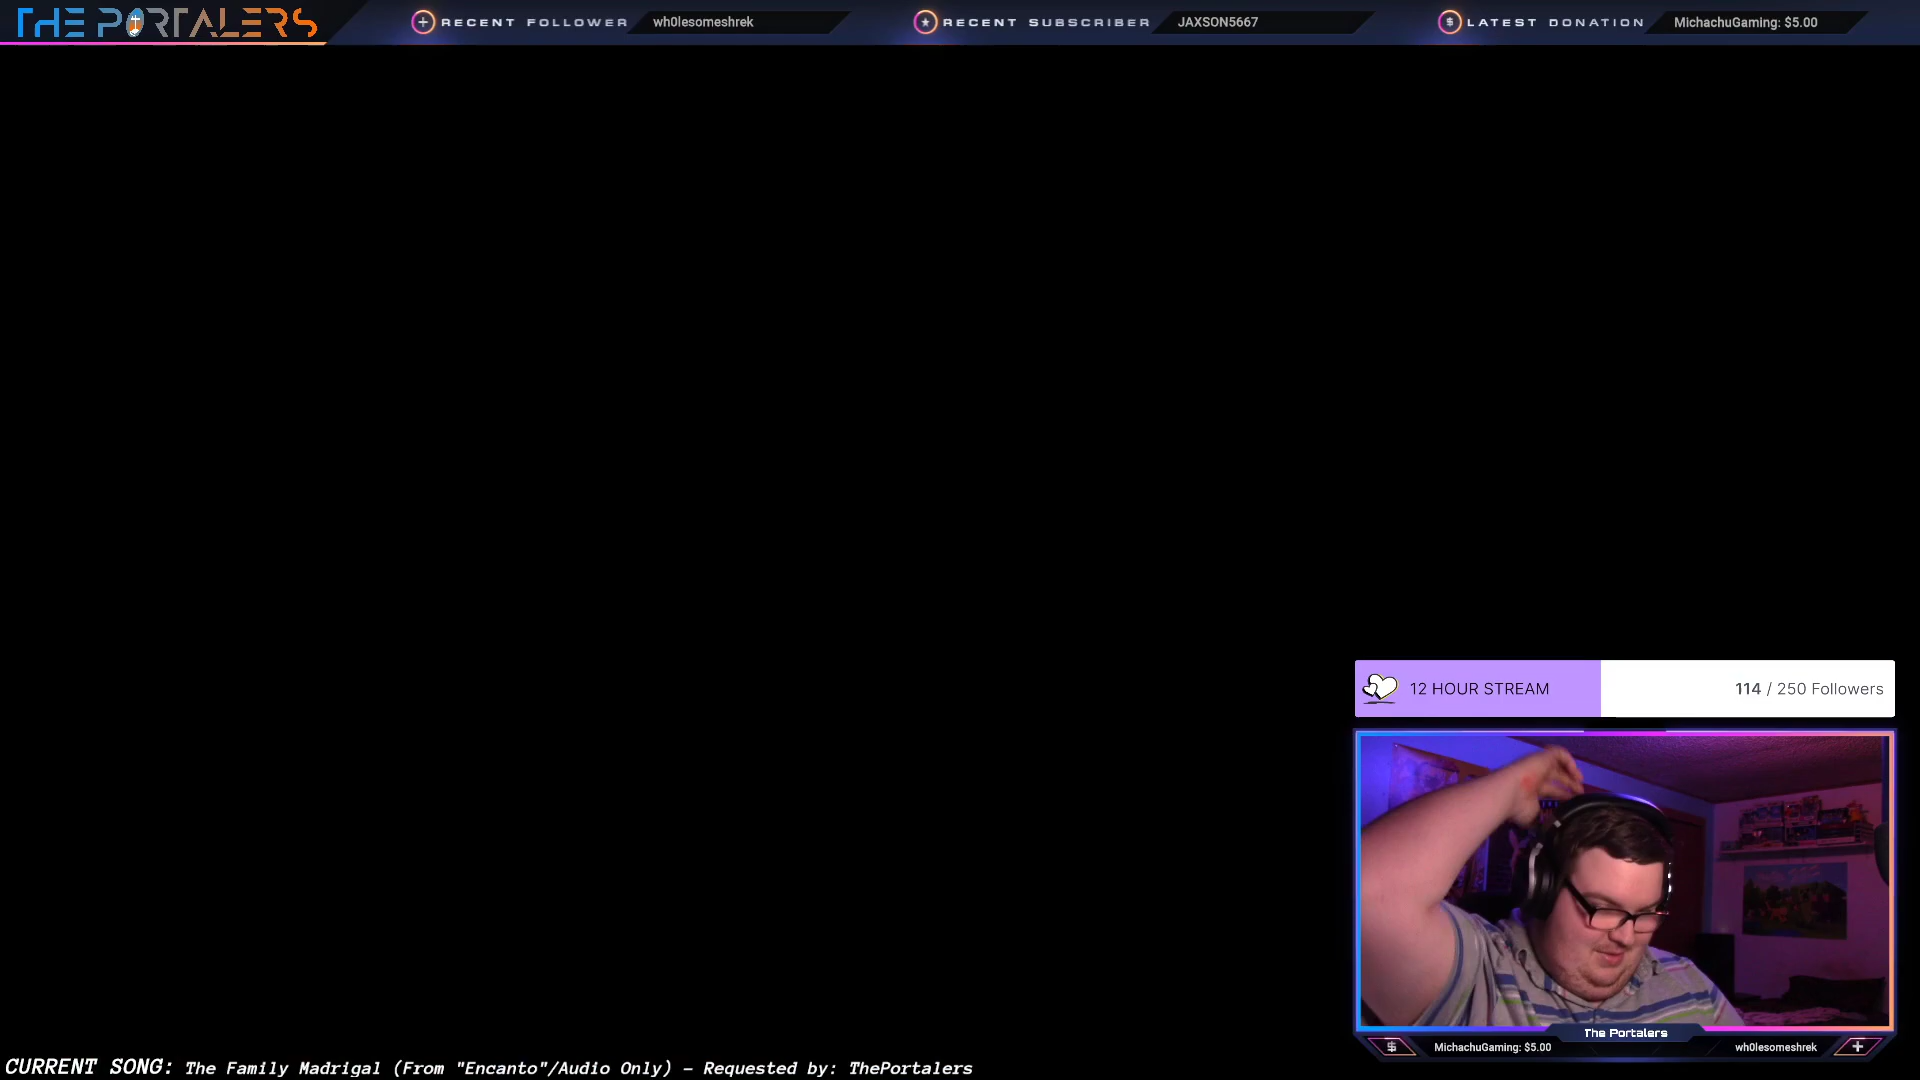 THE PORTALERS
RECENT FOLLOWER wh0lesomeshrek
RECENT SUBSCRIBER JAXSON5667
LATEST DONATION MichachuGaming: $5.00
12 HOUR STREAM 114 / 250 Followers
The Portalers
$ MichachuGaming: $5.00 wh0lesomeshrek +
CURRENT SONG: The Family Madrigal (From "Encanto"/Audio Only) - Requested by: ThePortalers